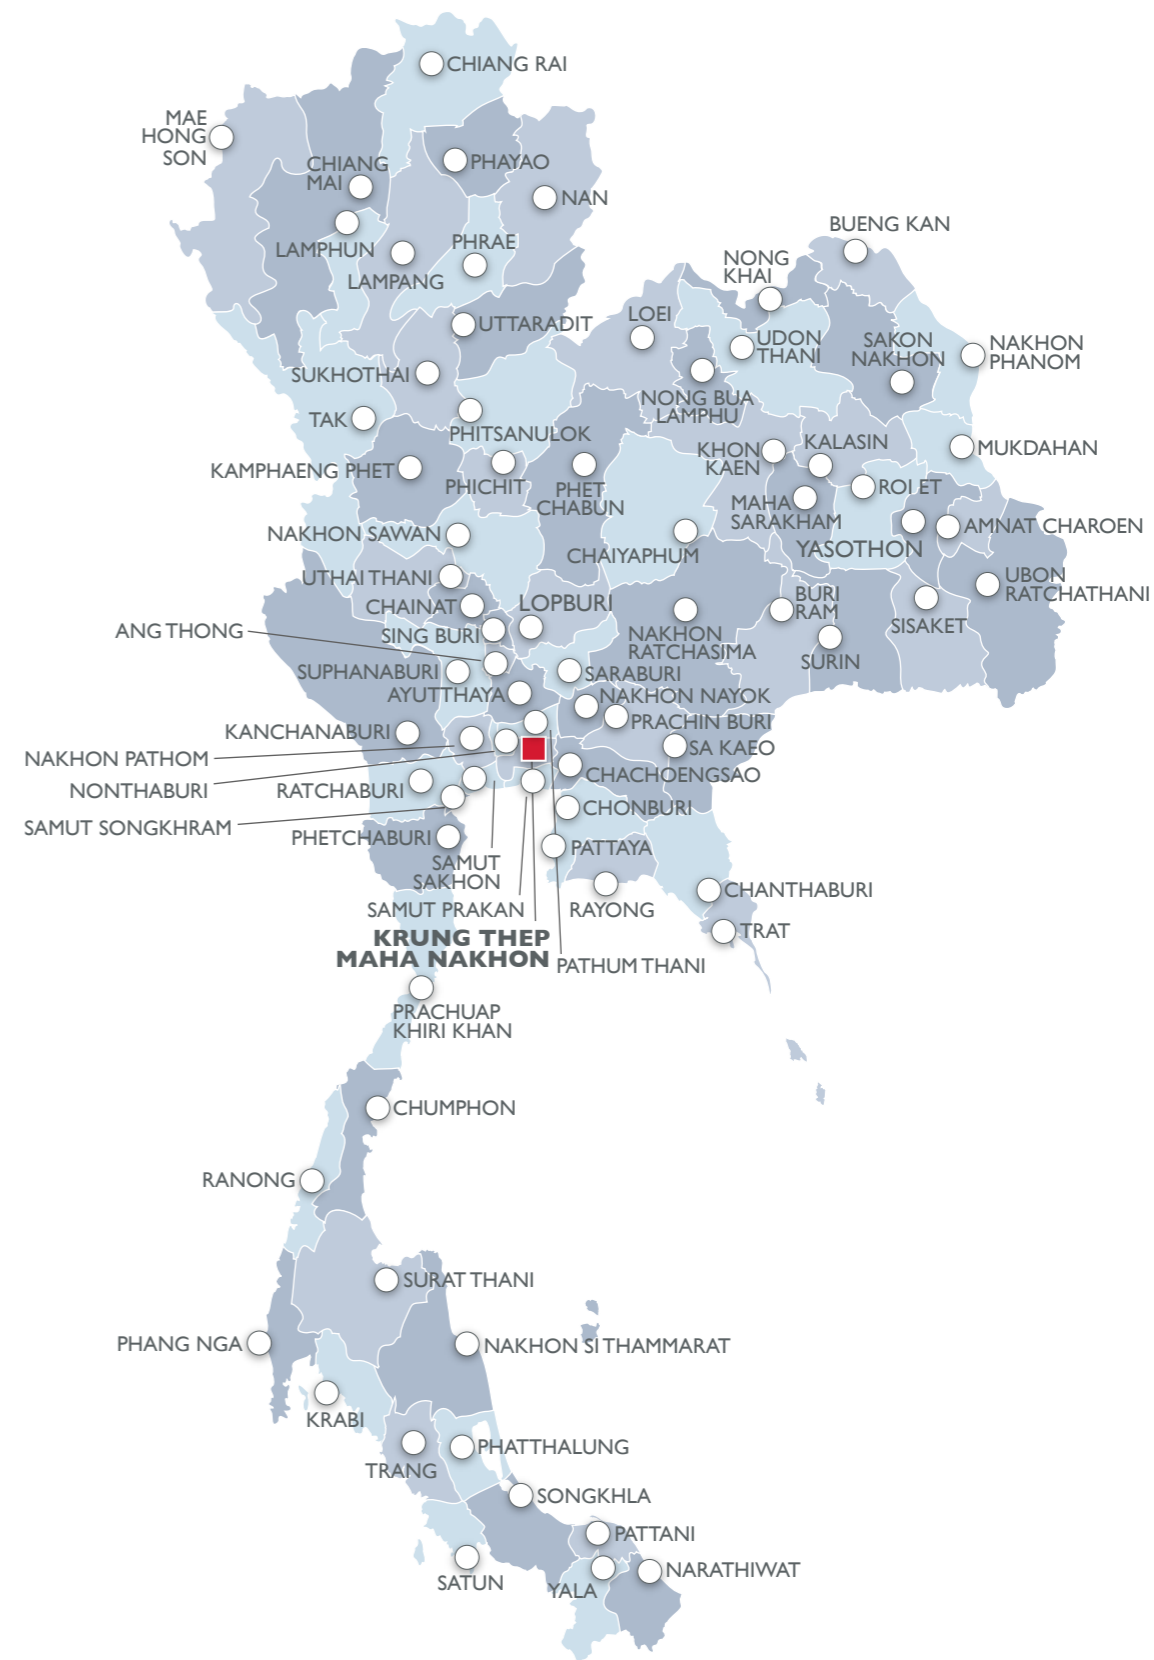 CHIANG RAI
MAE
HONG
SON
CHIANG
MAI
PHAYAO
NAN
LAMPHUN
PHRAE
LAMPANG
BUENG KAN
NONG
KHAI
UTTARADIT
LOEI
UDON
THANI
SAKON
NAKHON
NAKHON
PHANOM
SUKHOTHAI
NONG BUA
LAMPHU
TAK
PHITSANULOK
KALASIN
MUKDAHAN
KHON
KAEN
KAMPHAENG PHET
PHICHIT
PHET
CHABUN
ROI ET
MAHA
SARAKHAM
AMNAT CHAROEN
NAKHON SAWAN
CHAIYAPHUM
YASOTHON
UTHAI THANI
UBON
RATCHATHANI
CHAINAT
LOPBURI
BURI
RAM
SISAKET
ANG THONG
SING BURI
NAKHON
RATCHASIMA
SURIN
SUPHANABURI
SARABURI
AYUTTHAYA
NAKHON NAYOK
PRACHIN BURI
KANCHANABURI
SA KAEO
NAKHON PATHOM
CHACHOENGSAO
NONTHABURI
RATCHABURI
CHONBURI
SAMUT SONGKHRAM
PHETCHABURI
PATTAYA
SAMUT
SAKHON
CHANTHABURI
SAMUT PRAKAN
RAYONG
TRAT
KRUNG THEP
MAHA NAKHON
PATHUM THANI
PRACHUAP
KHIRI KHAN
CHUMPHON
RANONG
SURAT THANI
PHANG NGA
NAKHON SI THAMMARAT
KRABI
PHATTHALUNG
TRANG
SONGKHLA
PATTANI
NARATHIWAT
SATUN
YALA